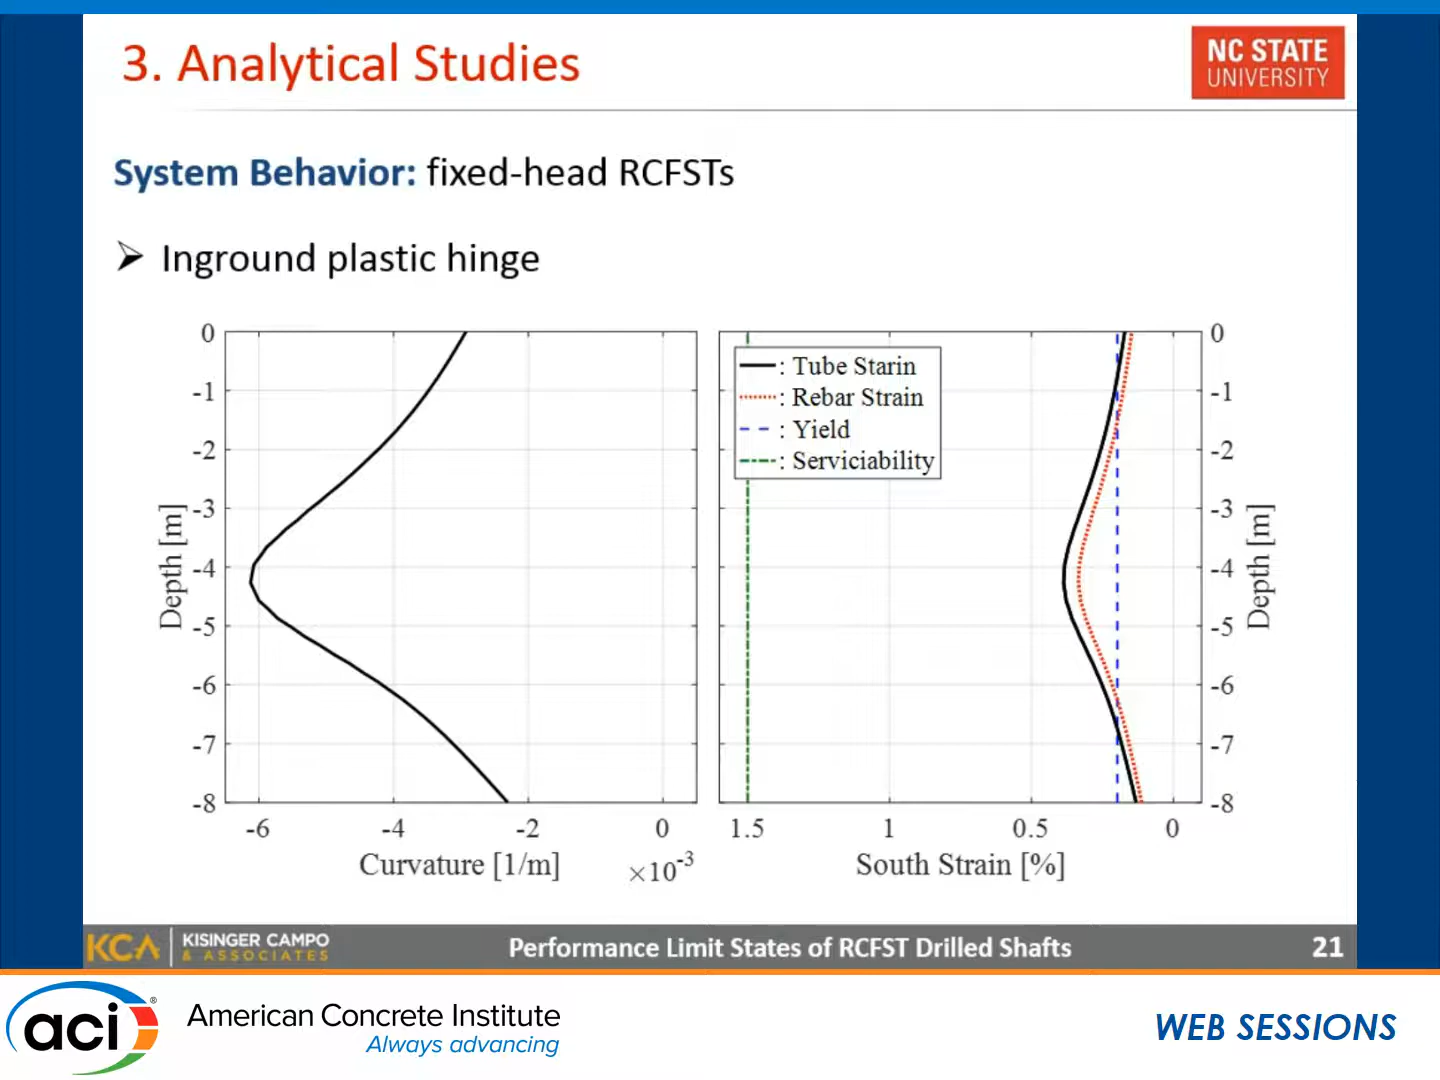 3. Analytical Studies
NC STATE
UNIVERSITY
System Behavior: fixed-head RCFSTs
➢ Inground plastic hinge
0
-1
-2
-3
-4
-5
-6
-7
-8
Depth [m]
-6 -4 -2 0
Curvature [1/m]
×10-3
: Tube Starin
: Rebar Strain
: Yield
: Serviciability
1.5 1 0.5 0
South Strain [%]
0
-1
-2
-3
-4
-5
-6
-7
-8
Depth [m]
KCA
KISINGER CAMPO
& ASSOCIATES
Performance Limit States of RCFST Drilled Shafts
21
aci®
American Concrete Institute
Always advancing
WEB SESSIONS